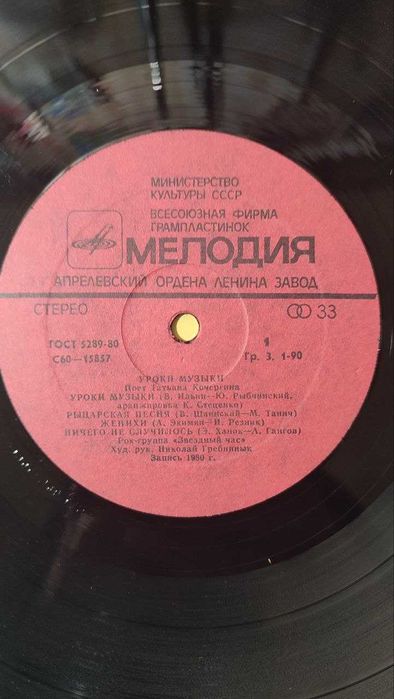 МИНИСТЕРСТВО
КУЛЬТУРЫ СССР
ВСЕСОЮЗНАЯ ФИРМА
ГРАМПЛАСТИНОК
МЕЛОДИЯ
АПРЕЛЕВСКИЙ ОРДЕНА ЛЕНИНА ЗАВОД
СТЕРЕО 33
ГОСТ 5289-80 1
С60—15857 Гр. 3. 1-90
УРОКИ МУЗЫКИ
Поет Татьяна Кочергина
УРОКИ МУЗЫКИ (В. Ильин—Ю. Рыбчинский,
аранжировка К. Стеценко)
РЫЦАРСКАЯ ПЕСНЯ (В. Шаинский—М. Танич)
ЖЕНИХИ (А. Экимян—И. Резник)
НИЧЕГО НЕ СЛУЧИЛОСЬ (Э. Ханок—А. Гангов)
Рок-группа «Звездный час»
Худ. рук. Николай Гребинник
Запись 1980 г.